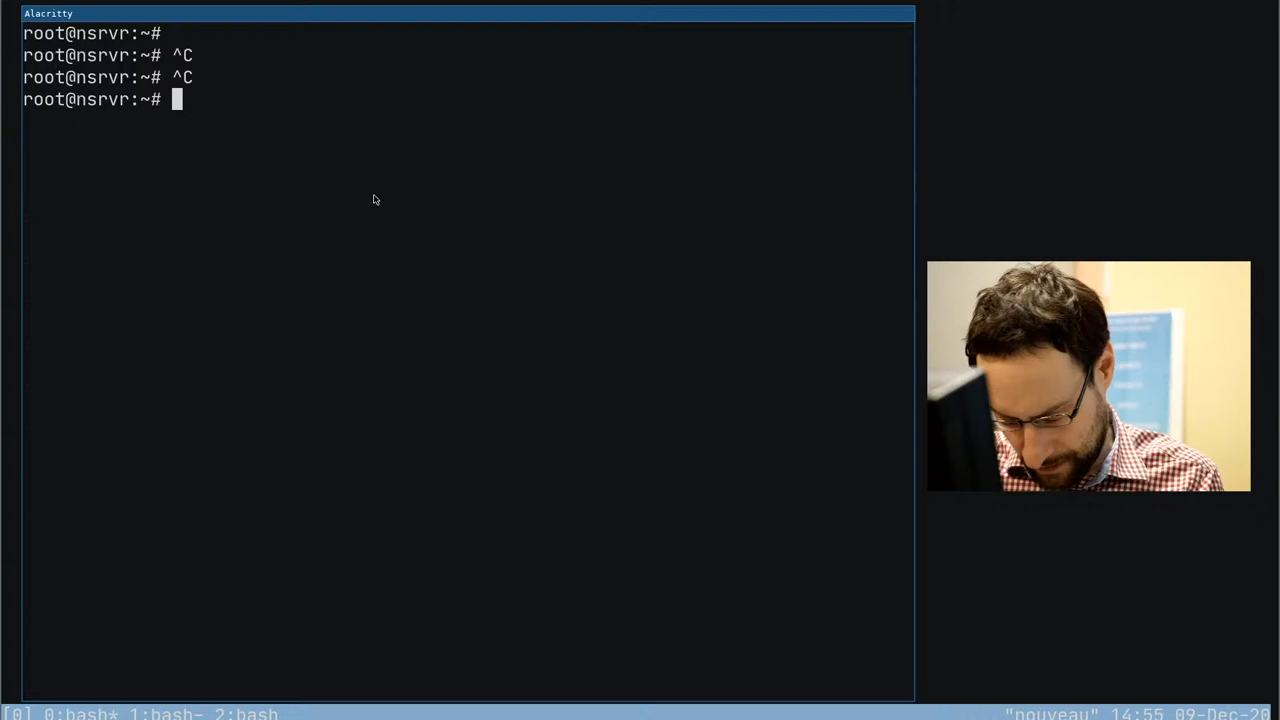 Alacritty
root@nsrvr:~#
root@nsrvr:~# ^C
root@nsrvr:~# ^C
root@nsrvr:~#
[0] 0:bash* 1:bash- 2:bash "nouveau" 14:55 09-Dec-20